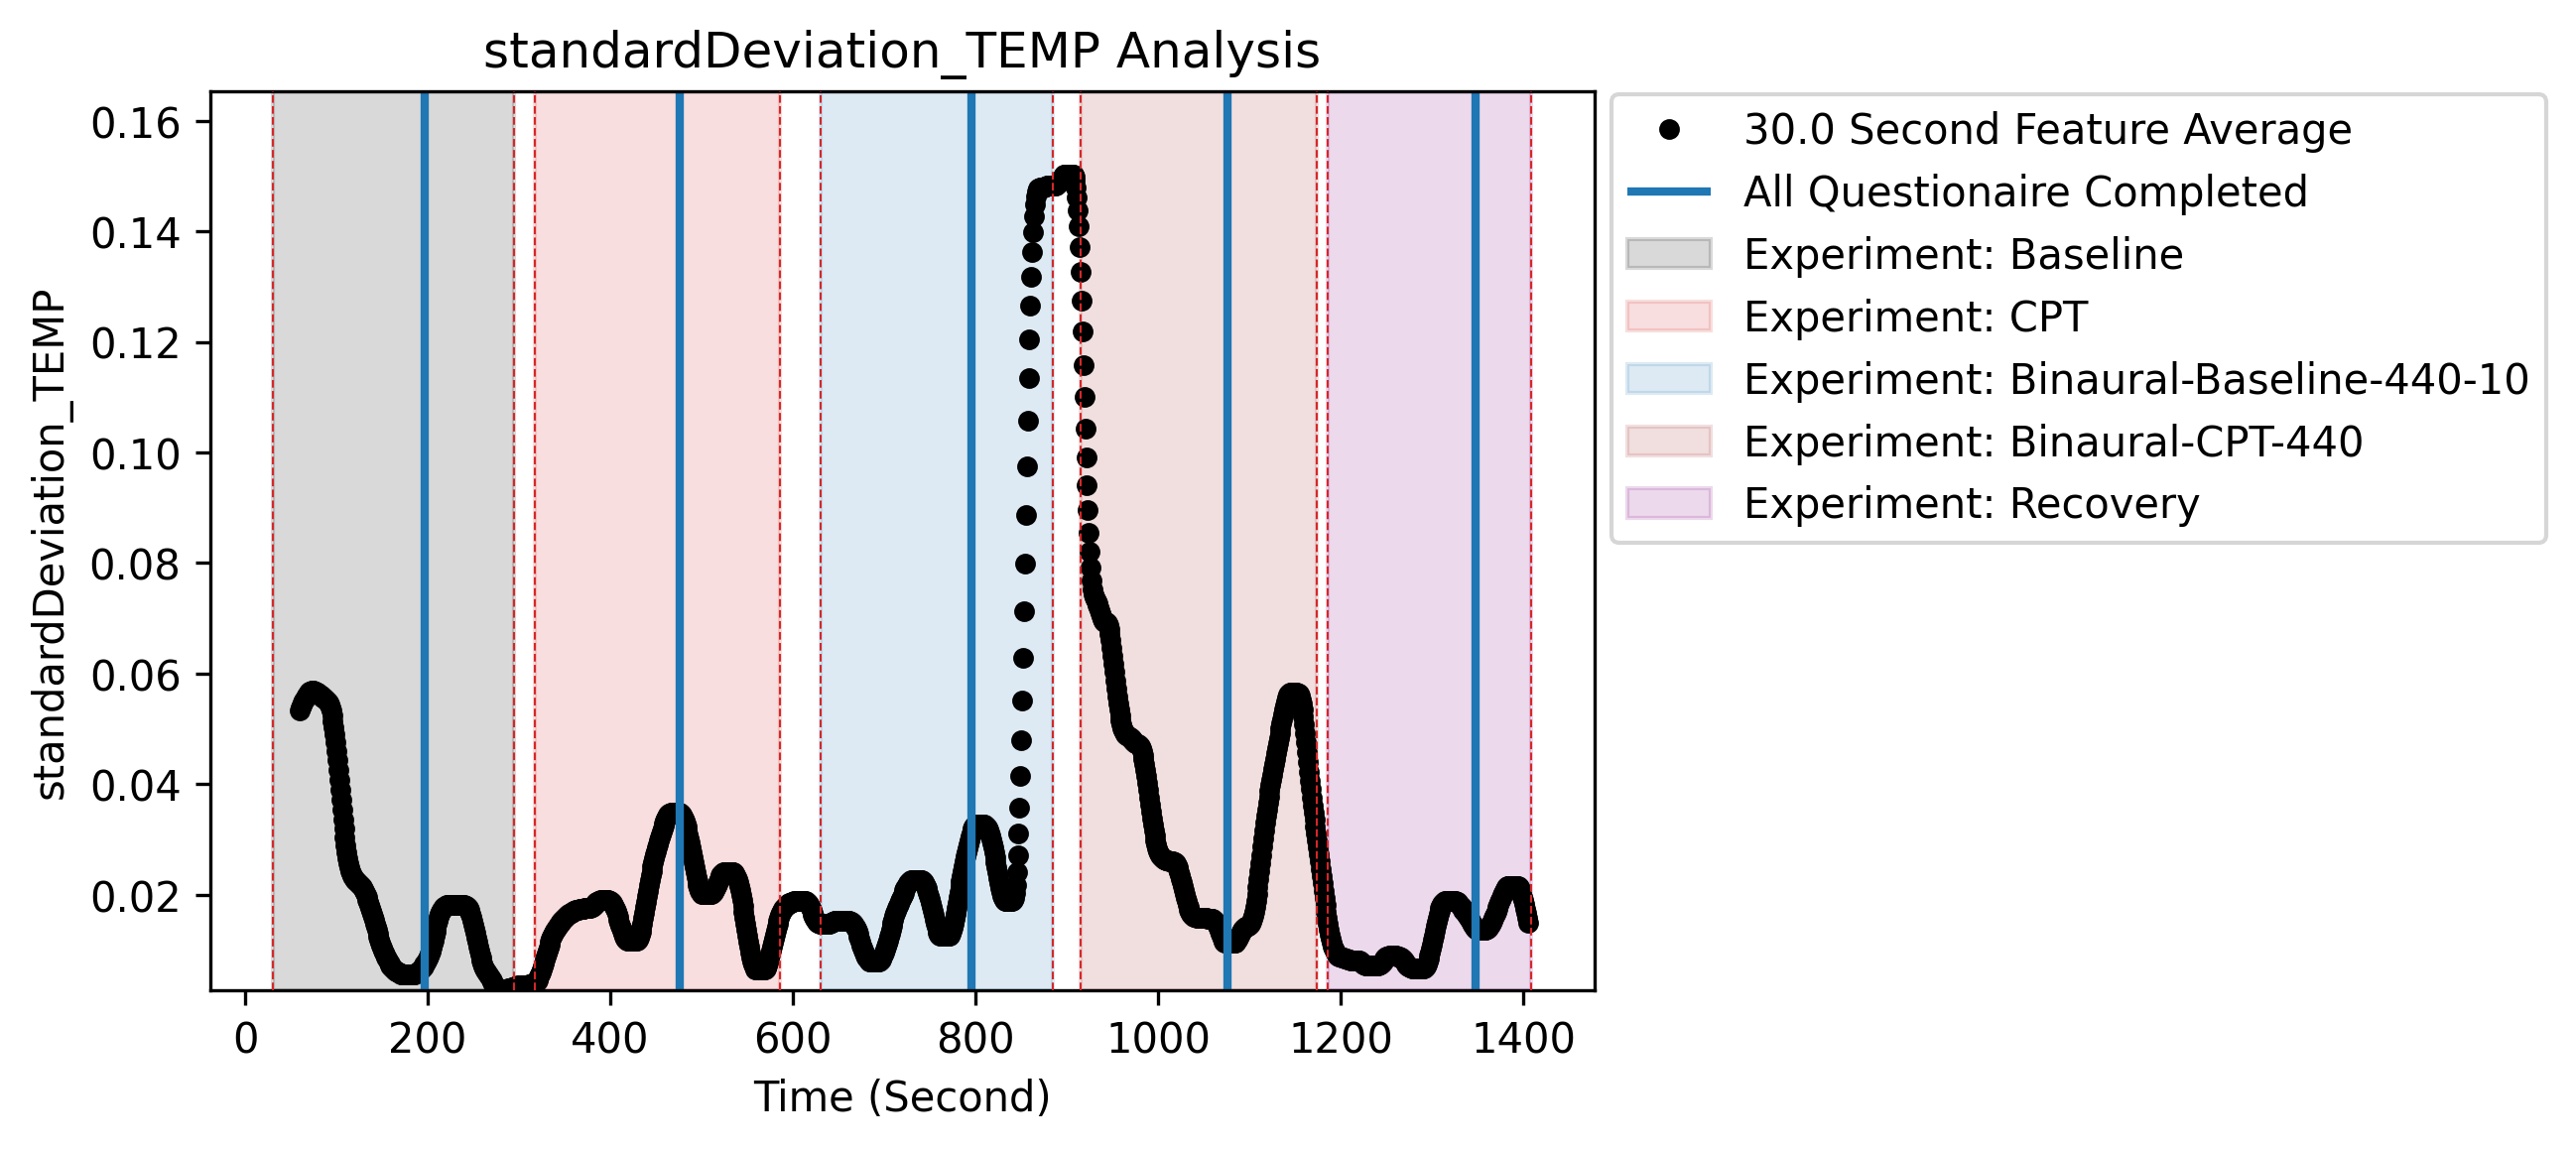 standardDeviation_TEMP Analysis
0.16
0.14
0.12
0.10
0.08
0.06
0.04
0.02
standardDeviation_TEMP
0 200 400 600 800 1000 1200 1400
Time (Second)
30.0 Second Feature Average
All Questionaire Completed
Experiment: Baseline
Experiment: CPT
Experiment: Binaural-Baseline-440-10
Experiment: Binaural-CPT-440
Experiment: Recovery